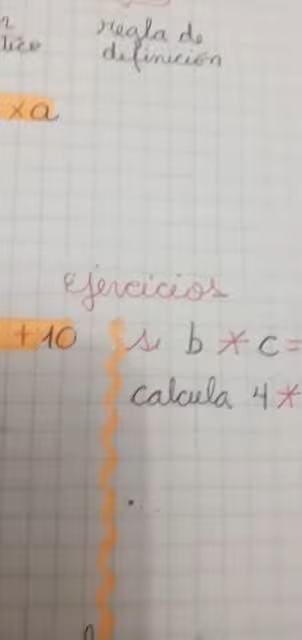 regla de
definición
xa
ejercicios
+10
si b * c =
calcula 4 *